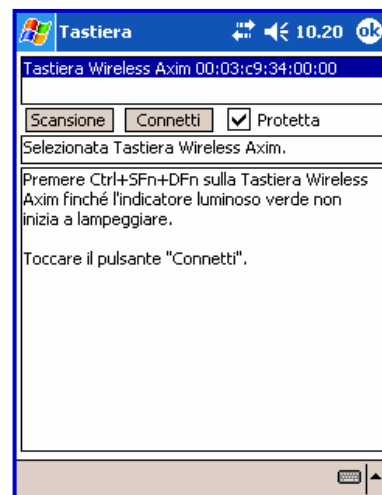 Tastiera 10.20 ok
Tastiera Wireless Axim 00:03:c9:34:00:00
Scansione Connetti Protetta
Selezionata Tastiera Wireless Axim.
Premere Ctrl+SFn+DFn sulla Tastiera Wireless
Axim finché l'indicatore luminoso verde non
inizia a lampeggiare.
Toccare il pulsante "Connetti".